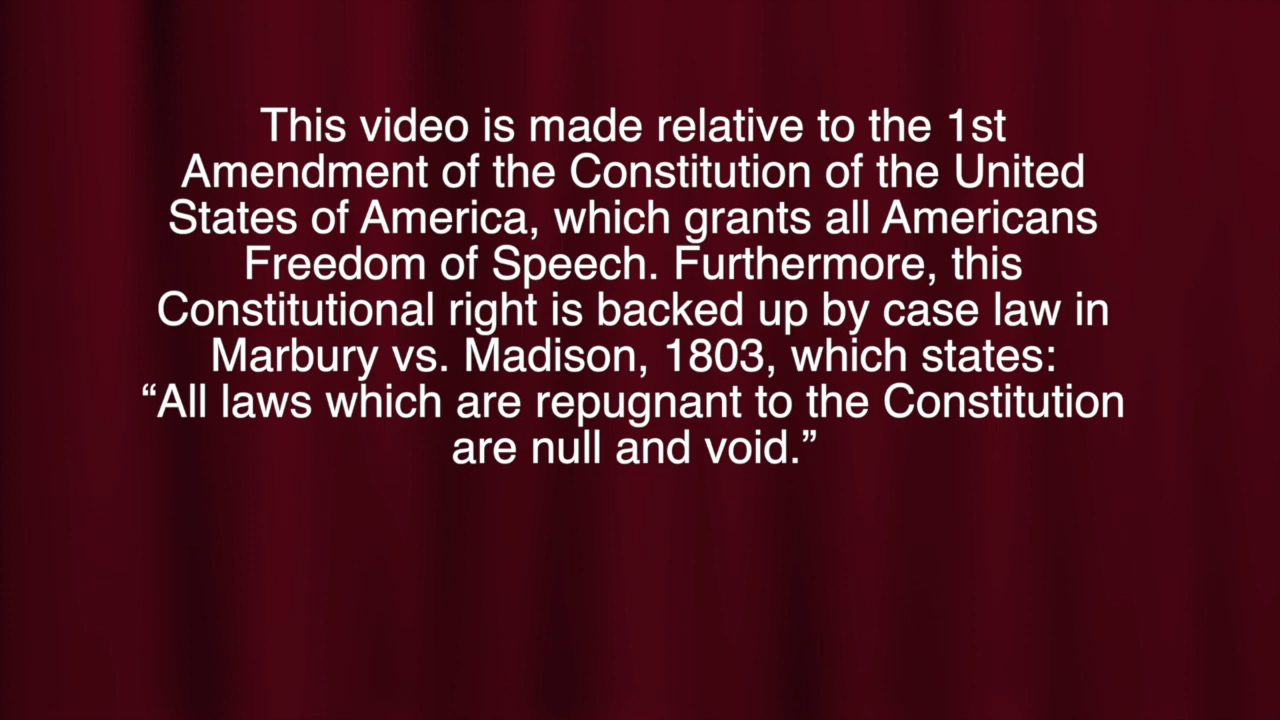 This video is made relative to the 1st
Amendment of the Constitution of the United
States of America, which grants all Americans
Freedom of Speech. Furthermore, this
Constitutional right is backed up by case law in
Marbury vs. Madison, 1803, which states:
“All laws which are repugnant to the Constitution
are null and void.”